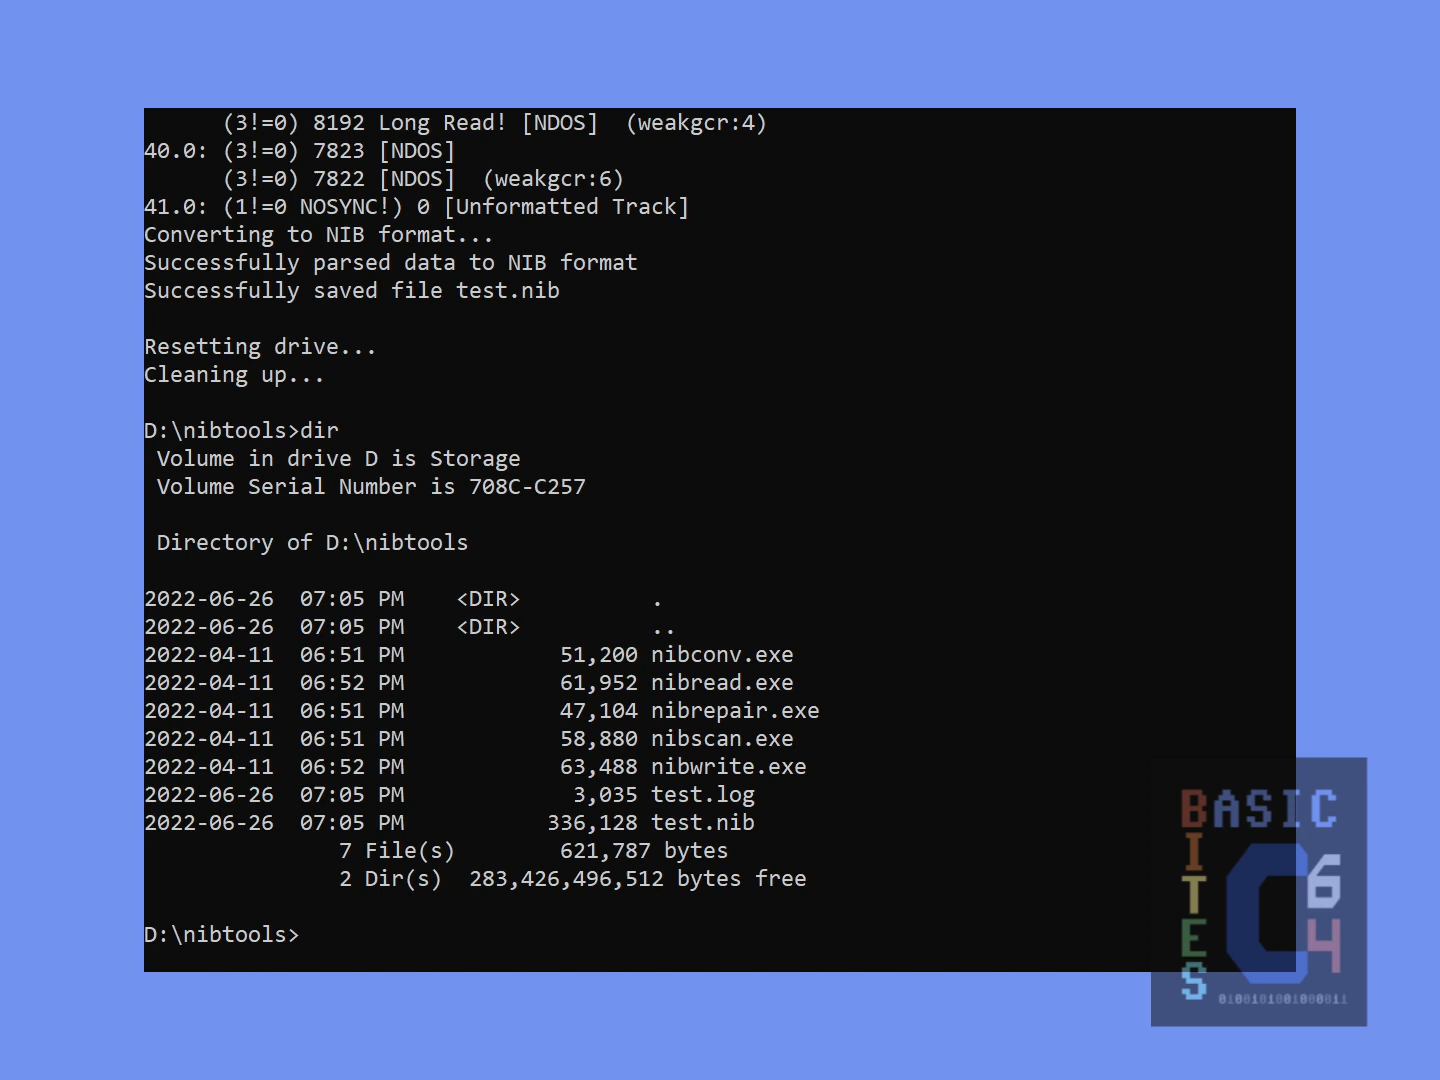 (3!=0) 8192 Long Read! [NDOS]  (weakgcr:4)
40.0: (3!=0) 7823 [NDOS]
(3!=0) 7822 [NDOS]  (weakgcr:6)
41.0: (1!=0 NOSYNC!) 0 [Unformatted Track]
Converting to NIB format...
Successfully parsed data to NIB format
Successfully saved file test.nib
Resetting drive...
Cleaning up...
D:\nibtools>dir
Volume in drive D is Storage
Volume Serial Number is 708C-C257
Directory of D:\nibtools
2022-06-26  07:05 PM    <DIR>          .
2022-06-26  07:05 PM    <DIR>          ..
2022-04-11  06:51 PM            51,200 nibconv.exe
2022-04-11  06:52 PM            61,952 nibread.exe
2022-04-11  06:51 PM            47,104 nibrepair.exe
2022-04-11  06:51 PM            58,880 nibscan.exe
2022-04-11  06:52 PM            63,488 nibwrite.exe
2022-06-26  07:05 PM             3,035 test.log
2022-06-26  07:05 PM           336,128 test.nib
7 File(s)        621,787 bytes
2 Dir(s)  283,426,496,512 bytes free
D:\nibtools>
BASIC
BITES
C64
0100101001000011